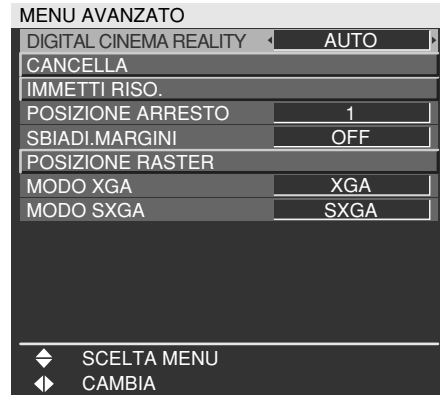 MENU AVANZATO
DIGITAL CINEMA REALITY AUTO
CANCELLA
IMMETTI RISO.
POSIZIONE ARRESTO 1
SBIADI.MARGINI OFF
POSIZIONE RASTER
MODO XGA XGA
MODO SXGA SXGA
SCELTA MENU
CAMBIA